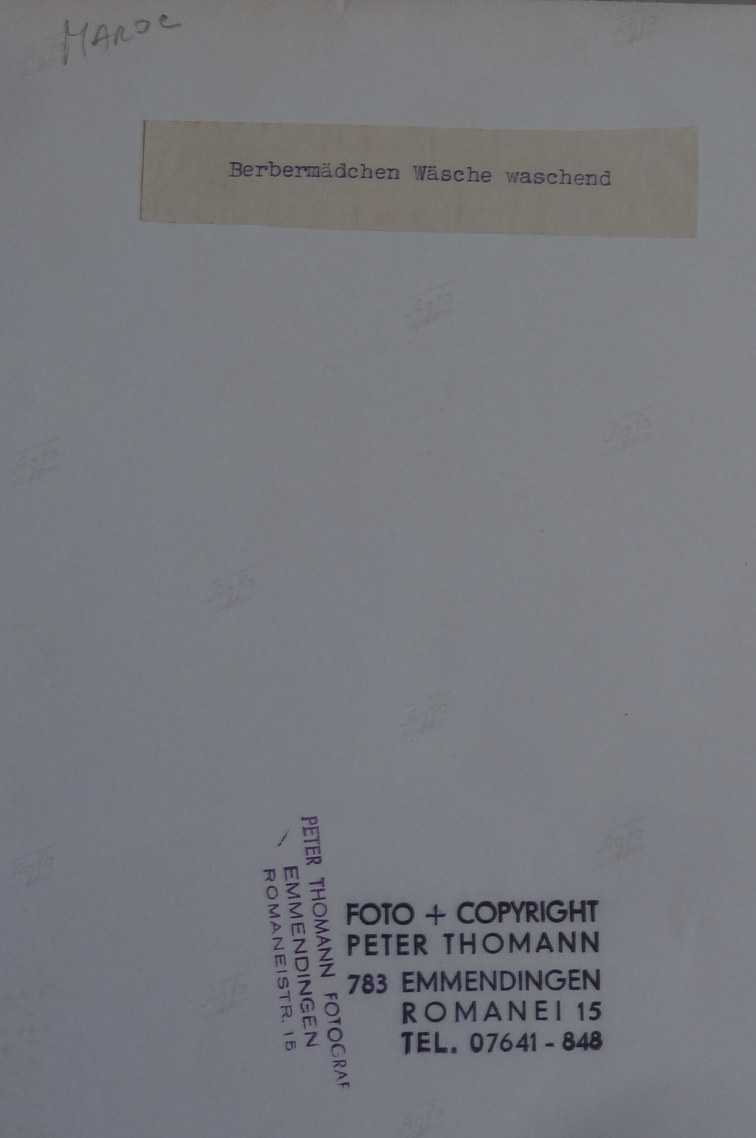 MAROC
Berbermädchen Wäsche waschend
PETER THOMANN FOTOGRAF
EMMENDINGEN
ROMANEISTR. 15
FOTO + COPYRIGHT
PETER THOMANN
783 EMMENDINGEN
ROMANEI 15
TEL. 07641 - 848